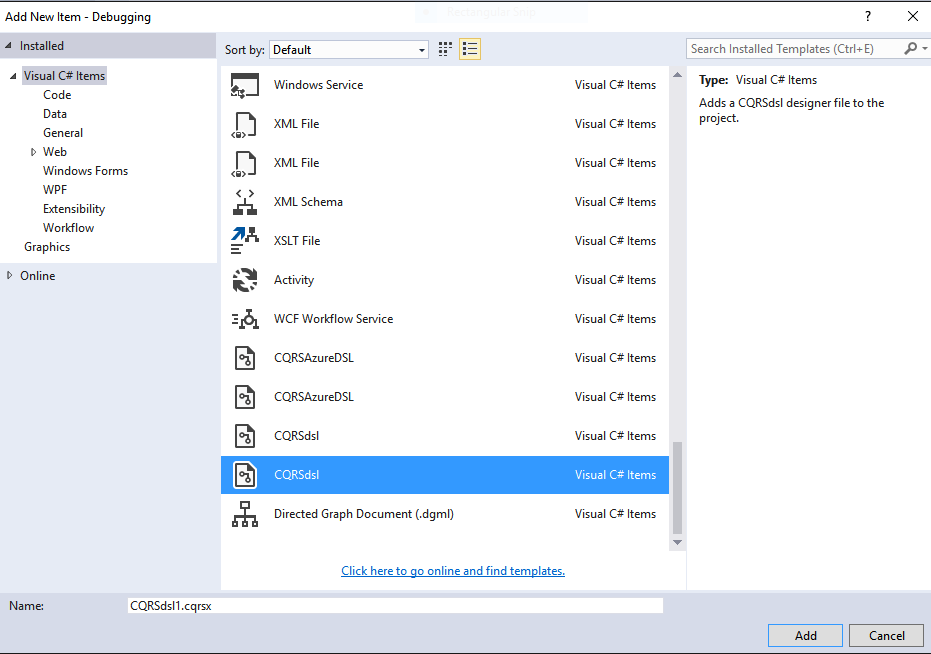 Add New Item - Debugging
?
Installed
Visual C# Items
Code
Data
General
Web
Windows Forms
WPF
Extensibility
Workflow
Graphics
Online
Sort by: Default
Windows Service Visual C# Items
XML File Visual C# Items
XML File Visual C# Items
XML Schema Visual C# Items
XSLT File Visual C# Items
Activity Visual C# Items
WCF Workflow Service Visual C# Items
CQRSAzureDSL Visual C# Items
CQRSAzureDSL Visual C# Items
CQRSdsl Visual C# Items
CQRSdsl Visual C# Items
Directed Graph Document (.dgml) Visual C# Items
Click here to go online and find templates.
Search Installed Templates (Ctrl+E)
Type: Visual C# Items
Adds a CQRSdsl designer file to the
project.
Name: CQRSdsl1.cqrsx
Add Cancel